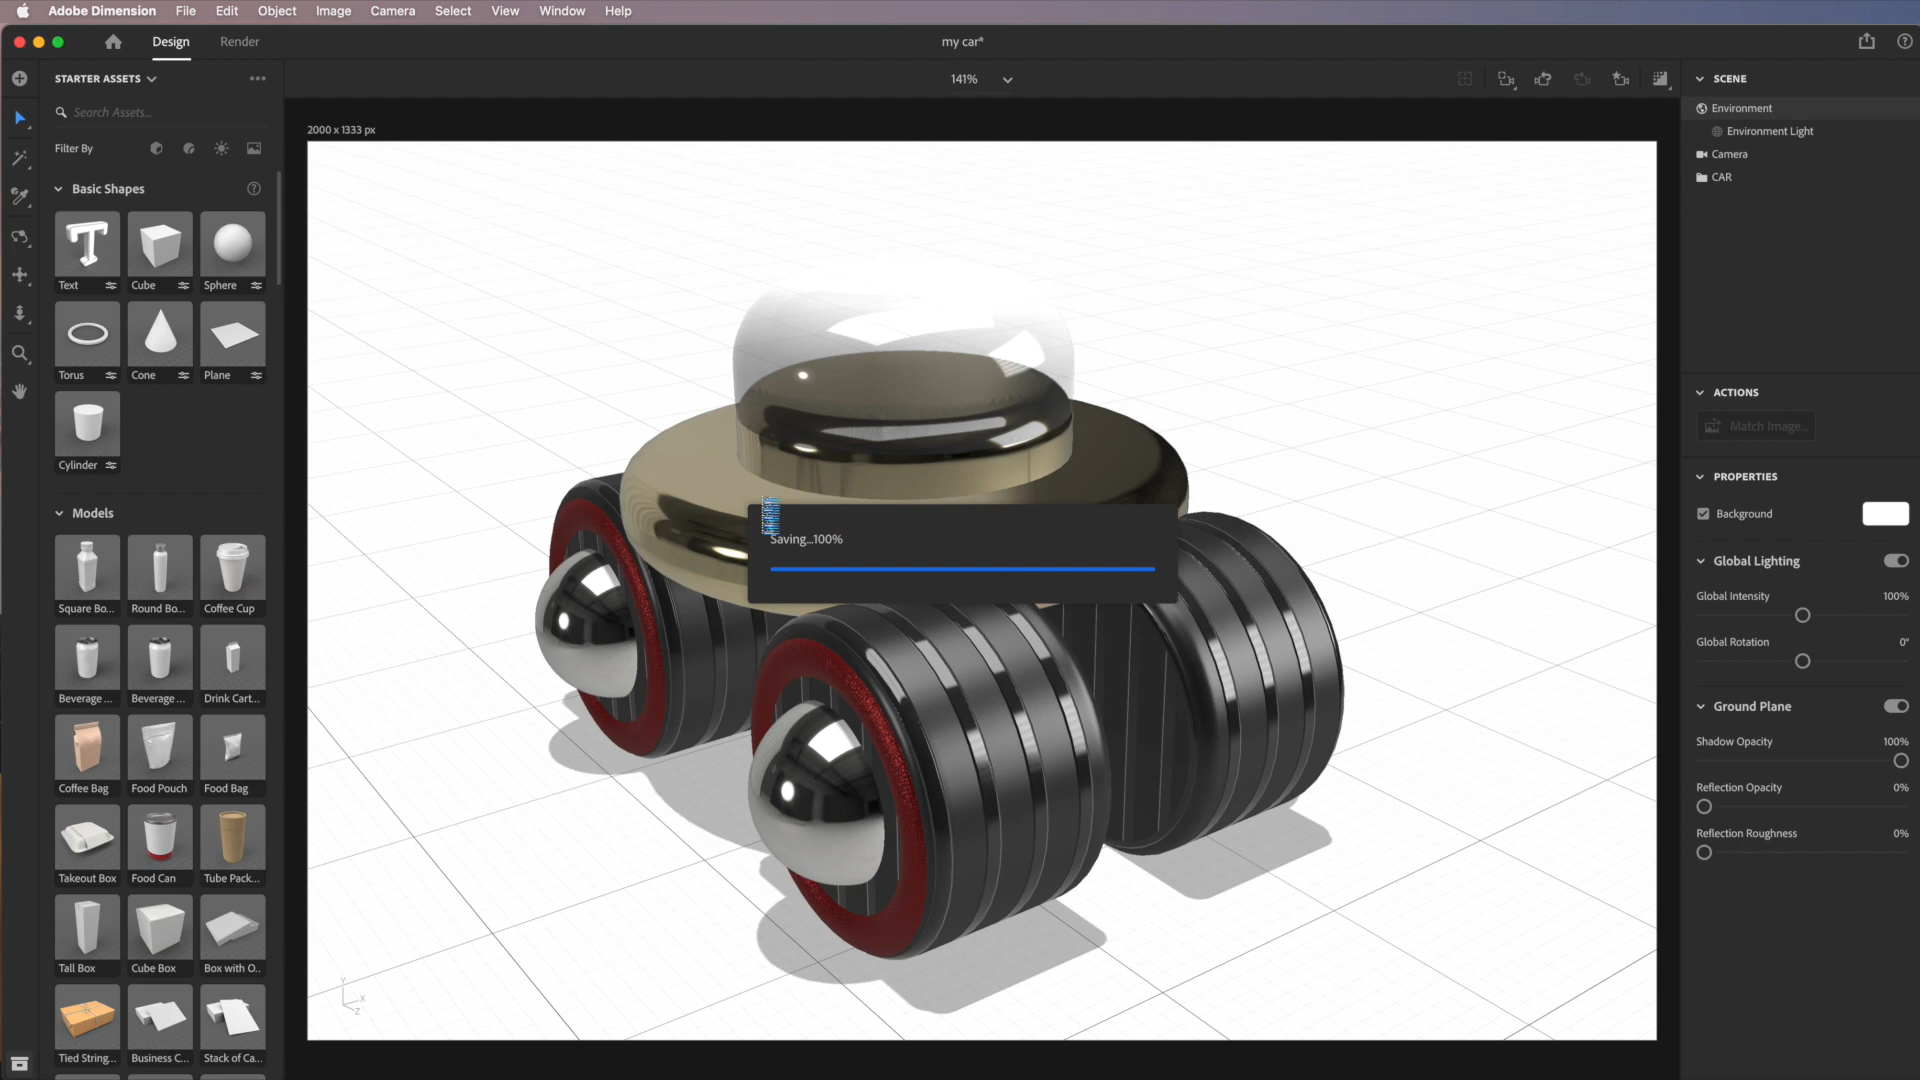 Adobe Dimension File Edit Object Image Camera Select View Window Help
Design Render my car*
STARTER ASSETS
Search Assets...
Filter By
Basic Shapes
Text Cube Sphere
Torus Cone Plane
Cylinder
Models
Square Bo... Round Bo... Coffee Cup
Beverage ... Beverage ... Drink Cart...
Coffee Bag Food Pouch Food Bag
Takeout Box Food Can Tube Pack...
Tall Box Cube Box Box with O..
Tied String... Business C... Stack of Ca...
141%
2000 x 1333 px
Saving...100%
Y
X
Z
SCENE
Environment
Environment Light
Camera
CAR
ACTIONS
Match Image...
PROPERTIES
Background
Global Lighting
Global Intensity 100%
Global Rotation 0°
Ground Plane
Shadow Opacity 100%
Reflection Opacity 0%
Reflection Roughness 0%